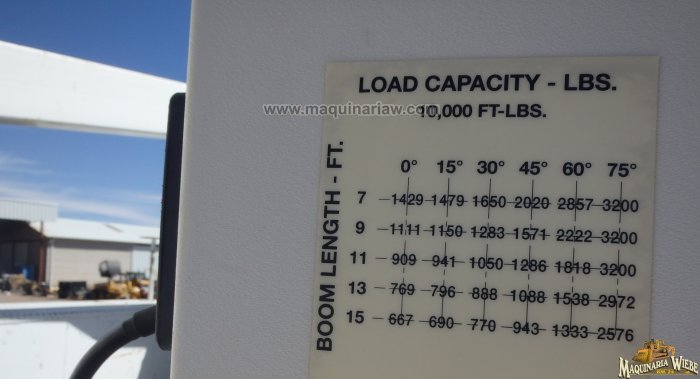 LOAD CAPACITY - LBS.
www.maquinariaw.com
10,000 FT-LBS.
BOOM LENGTH - FT.
0° 15° 30° 45° 60° 75°
7 1429 1479 1650 2020 2857 3200
9 1111 1150 1283 1571 2222 3200
11 909 941 1050 1286 1818 3200
13 769 796 888 1088 1538 2972
15 667 690 770 943 1333 2576
MAQUINARIA WIEBE